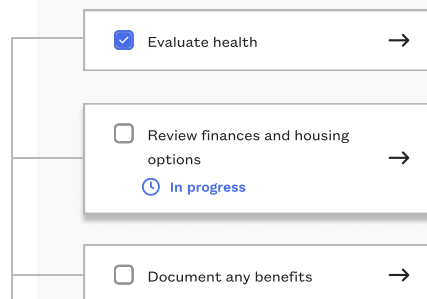 Evaluate health
Review finances and housing
options
In progress
Document any benefits